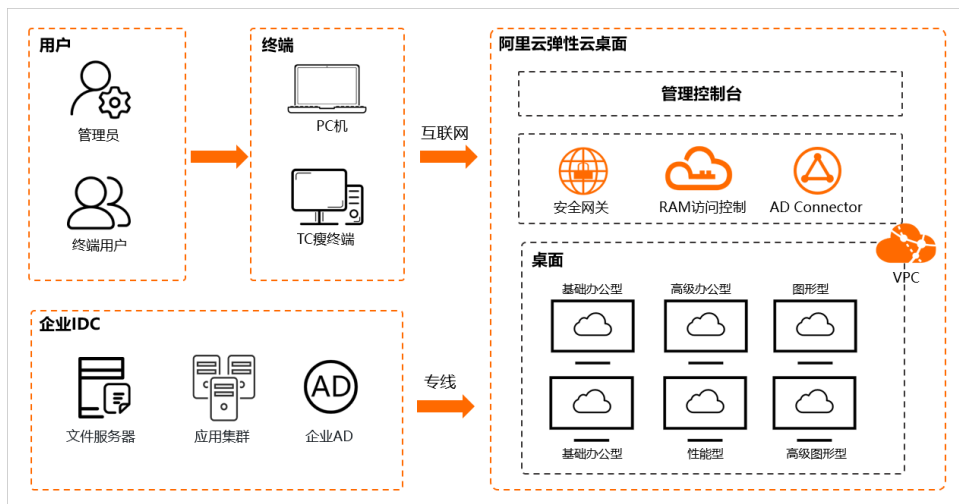 用户
管理员
终端用户
终端
PC机
TC瘦终端
互联网
企业IDC
文件服务器
应用集群
AD
企业AD
专线
阿里云弹性云桌面
管理控制台
安全网关
RAM访问控制
AD Connector
VPC
桌面
基础办公型
高级办公型
图形型
基础办公型
性能型
高级图形型